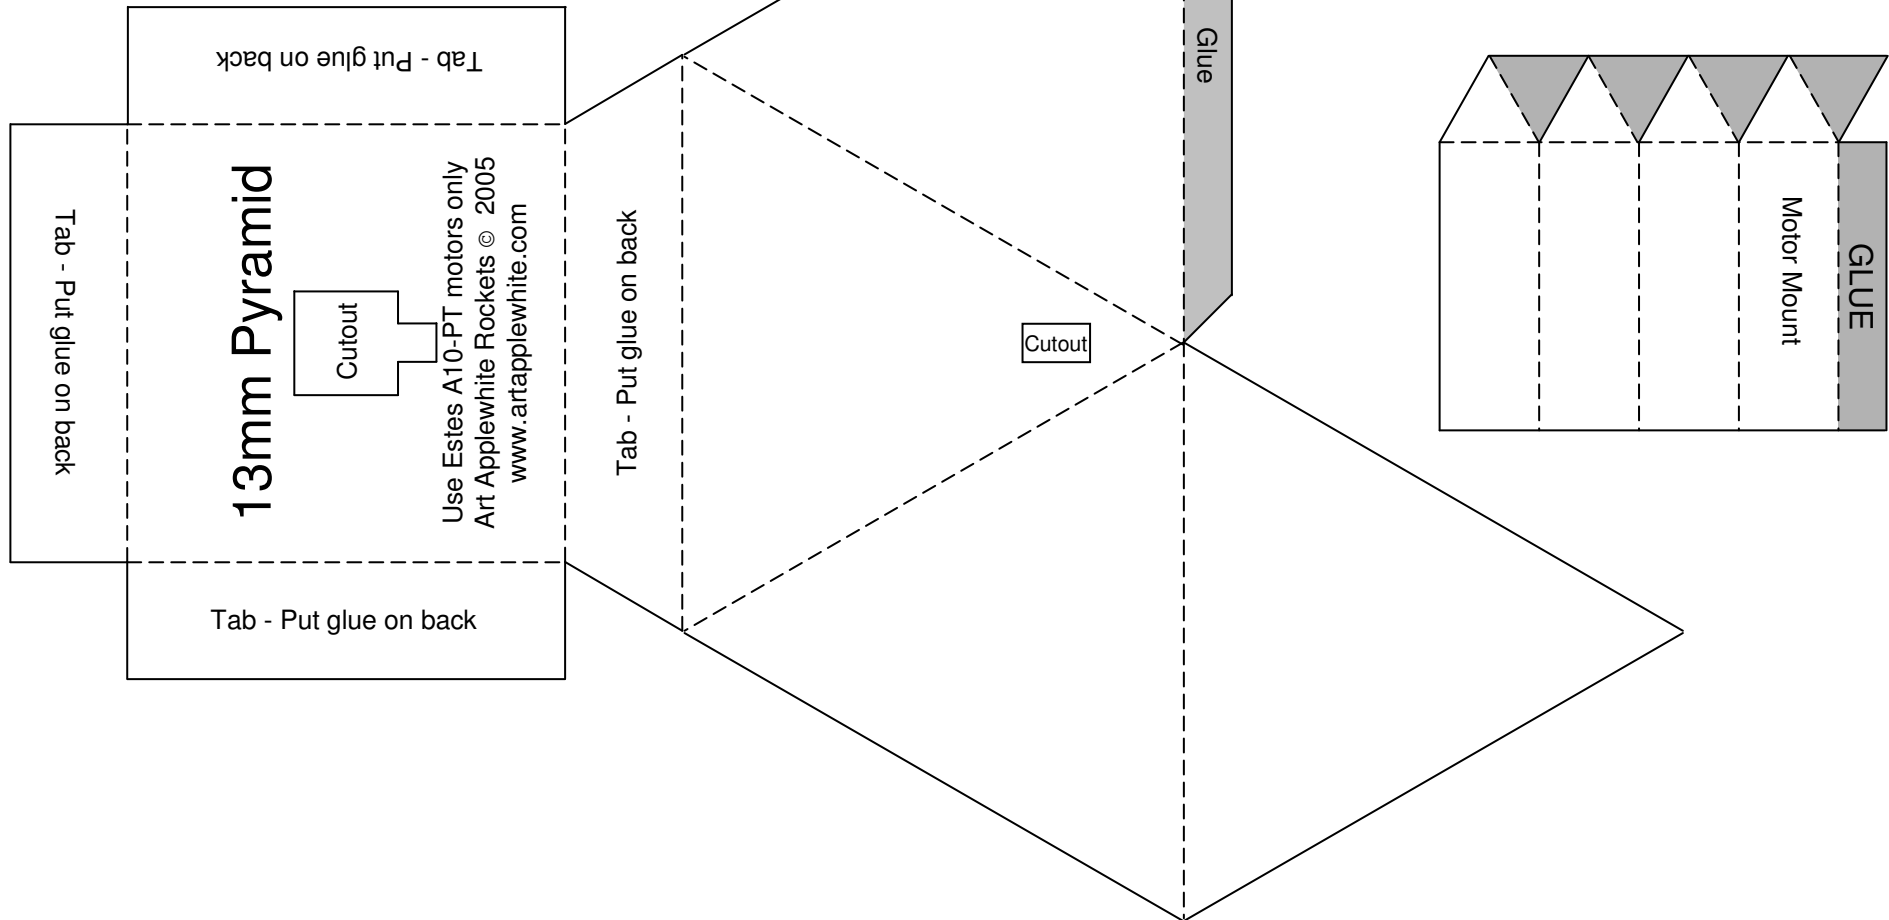 Tab - Put glue on back
Tab - Put glue on back
13mm Pyramid
Cutout
Use Estes A10-PT motors only
Art Applewhite Rockets © 2005
www.artapplewhite.com
Tab - Put glue on back
Tab - Put glue on back
Cutout
Glue
Motor Mount
GLUE